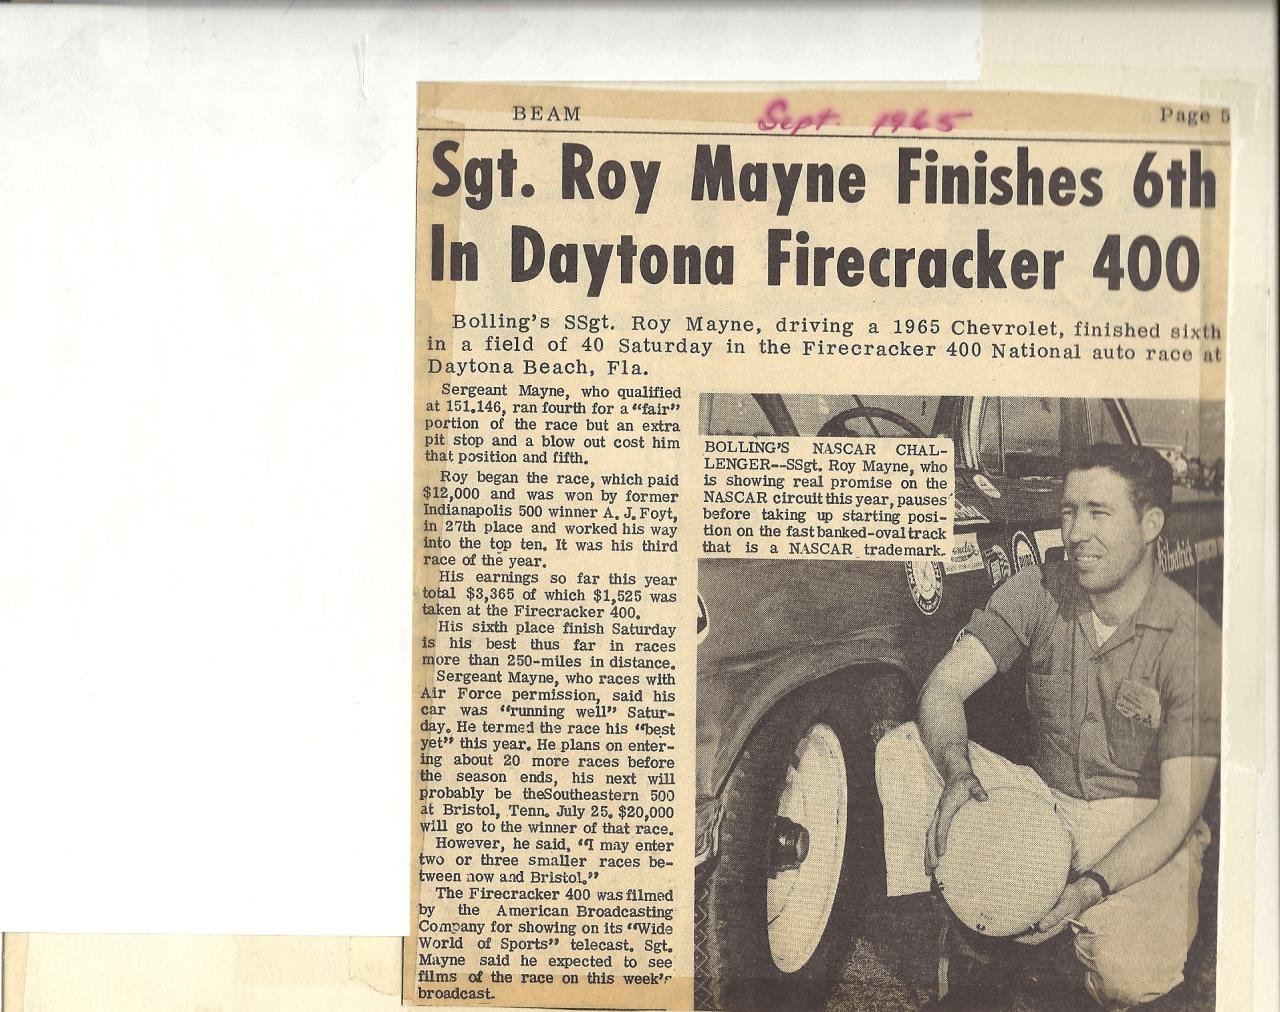 BEAM
Sept. 1965
Page 5
Sgt. Roy Mayne Finishes 6th
In Daytona Firecracker 400
Bolling's SSgt. Roy Mayne, driving a 1965 Chevrolet, finished sixth
in a field of 40 Saturday in the Firecracker 400 National auto race at
Daytona Beach, Fla.
Sergeant Mayne, who qualified
at 151.146, ran fourth for a "fair"
portion of the race but an extra
pit stop and a blow out cost him
that position and fifth.
Roy began the race, which paid
$12,000 and was won by former
Indianapolis 500 winner A. J. Foyt,
in 27th place and worked his way
into the top ten. It was his third
race of the year.
His earnings so far this year
total $3,365 of which $1,525 was
taken at the Firecracker 400.
His sixth place finish Saturday
is his best thus far in races
more than 250-miles in distance.
Sergeant Mayne, who races with
Air Force permission, said his
car was "running well" Satur-
day. He termed the race his "best
yet" this year. He plans on enter-
ing about 20 more races before
the season ends, his next will
probably be theSoutheastern 500
at Bristol, Tenn. July 25. $20,000
will go to the winner of that race.
However, he said, "I may enter
two or three smaller races be-
tween now and Bristol."
The Firecracker 400 was filmed
by the American Broadcasting
Company for showing on its "Wide
World of Sports" telecast. Sgt.
Mayne said he expected to see
films of the race on this week's
broadcast.
BOLLING'S NASCAR CHAL-
LENGER--SSgt. Roy Mayne, who
is showing real promise on the
NASCAR circuit this year, pauses
before taking up starting posi-
tion on the fast banked-oval track
that is a NASCAR trademark.